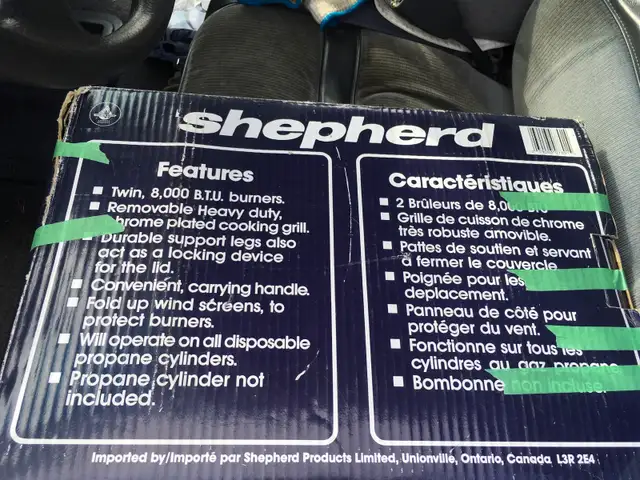 shepherd
Features
Twin, 8,000 B.T.U. burners.
Removable Heavy duty,
chrome plated cooking grill.
Durable support legs also
act as a locking device
for the lid.
Convenient, carrying handle.
Fold up wind screens, to
protect burners.
Will operate on all disposable
propane cylinders.
Propane cylinder not
included.
Caractéristiques
2 Brûleurs de 8,000 BTU
Grille de cuisson de chrome
très robuste amovible.
Pattes de soutien et servant
à fermer le couvercle
Poignée pour les
deplacement.
Panneau de côté pour
protéger du vent.
Fonctionne sur tous les
cylindres au gaz propane
Bombonne non incluse.
Imported by/Importé par Shepherd Products Limited, Unionville, Ontario, Canada L3R 2E4